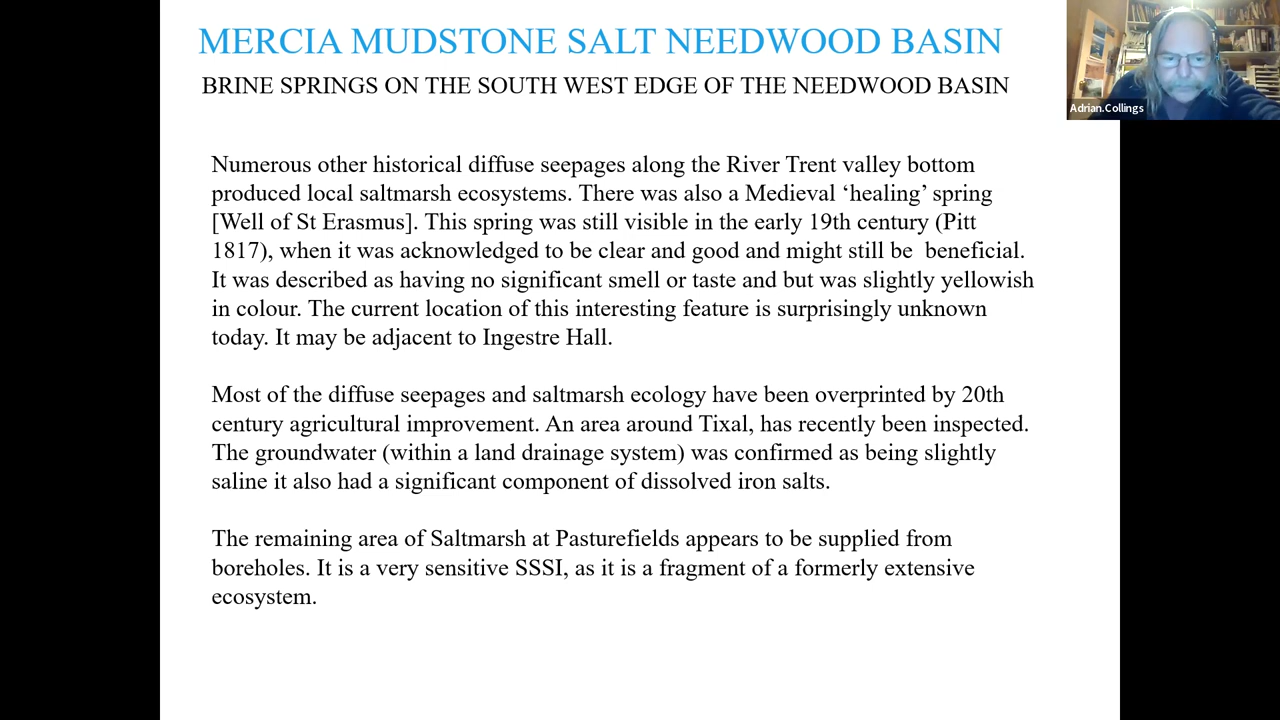 MERCIA MUDSTONE SALT NEEDWOOD BASIN
BRINE SPRINGS ON THE SOUTH WEST EDGE OF THE NEEDWOOD BASIN
Adrian.Collings
Numerous other historical diffuse seepages along the River Trent valley bottom
produced local saltmarsh ecosystems. There was also a Medieval ‘healing’ spring
[Well of St Erasmus]. This spring was still visible in the early 19th century (Pitt
1817), when it was acknowledged to be clear and good and might still be  beneficial.
It was described as having no significant smell or taste and but was slightly yellowish
in colour. The current location of this interesting feature is surprisingly unknown
today. It may be adjacent to Ingestre Hall.
Most of the diffuse seepages and saltmarsh ecology have been overprinted by 20th
century agricultural improvement. An area around Tixal, has recently been inspected.
The groundwater (within a land drainage system) was confirmed as being slightly
saline it also had a significant component of dissolved iron salts.
The remaining area of Saltmarsh at Pasturefields appears to be supplied from
boreholes. It is a very sensitive SSSI, as it is a fragment of a formerly extensive
ecosystem.